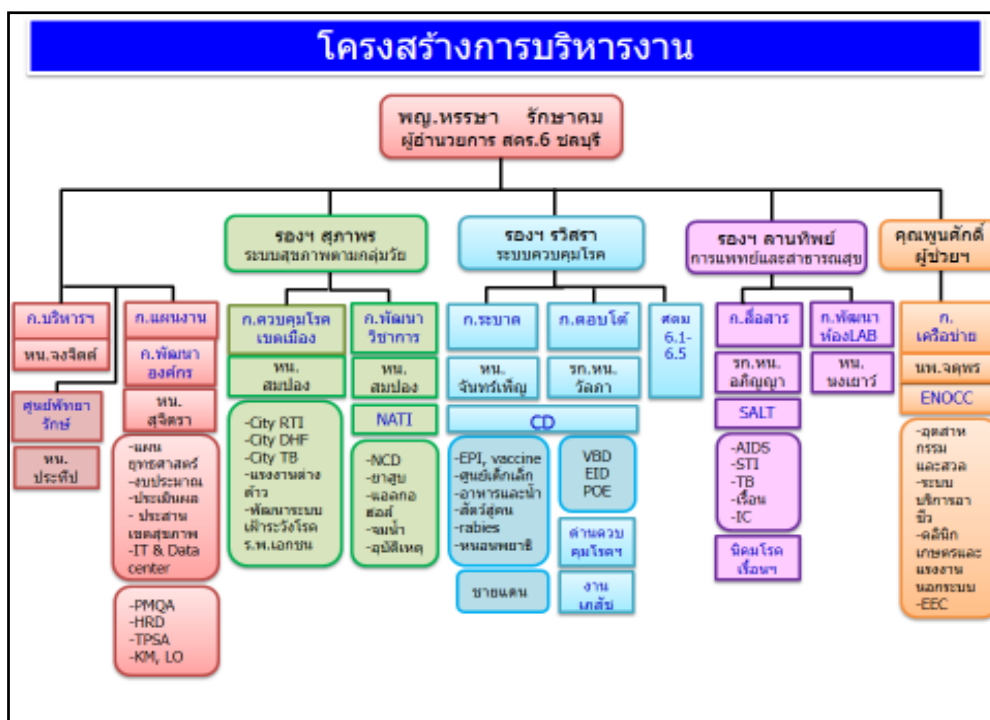 โครงสร้างการบริหารงาน
พญ.หรรษา รักษาคม
ผู้อำนวยการ สคร.6 ชลบุรี
รองฯ สุภาพร
ระบบสุขภาพตามกลุ่มวัย
รองฯ รวิสรา
ระบบควบคุมโรค
รองฯ ลานทิพย์
การแพทย์และสาธารณสุข
คุณพูนศักดิ์
ผู้ช่วยฯ
ก.บริหารฯ
หน.จงจิตต์
ศูนย์พัทยา
รักษ์
หน.
ประทีป
ก.แผนงาน
ก.พัฒนา
องค์กร
หน.
สุจิตรา
-แผน
ยุทธศาสตร์
-งบประมาณ
-ประเมินผล
- ประสาน
เขตสุขภาพ
-IT & Data
center
-PMQA
-HRD
-TPSA
-KM, LO
ก.ควบคุมโรค
เขตเมือง
หน.
สมปอง
-City RTI
-City DHF
-City TB
-แรงงานต่าง
ด้าว
-พัฒนาระบบ
เฝ้าระวังโรค
ร.พ.เอกชน
ก.พัฒนา
วิชาการ
หน.
สมปอง
NATI
-NCD
-ยาสูบ
-แอลกอ
ฮอล์
-จมน้ำ
-อุบัติเหตุ
ก.ระบาด
หน.
จันทร์เพ็ญ
ก.ตอบโต้
รก.หน.
วัลภา
สตม
6.1-
6.5
CD
-EPI, vaccine
-ศูนย์เด็กเล็ก
-อาหารและน้ำ
-สัตว์สู่คน
-rabies
-หนอนพยาธิ
ชายแดน
VBD
EID
POE
ด่านควบ
คุมโรคฯ
งาน
เภสัช
ก.สื่อสาร
รก.หน.
อภิญญา
SALT
-AIDS
-STI
-TB
-เรื้อน
-IC
นิคมโรค
เรื้อนฯ
ก.พัฒนา
ห้องLAB
หน.
นงเยาว์
ก.
เครือข่าย
นพ.จตุพร
ENOCC
-อุตสาห
กรรม
และสวล
-ระบบ
บริการอา
ชีว
-คลินิก
เกษตรและ
แรงงาน
นอกระบบ
-EEC